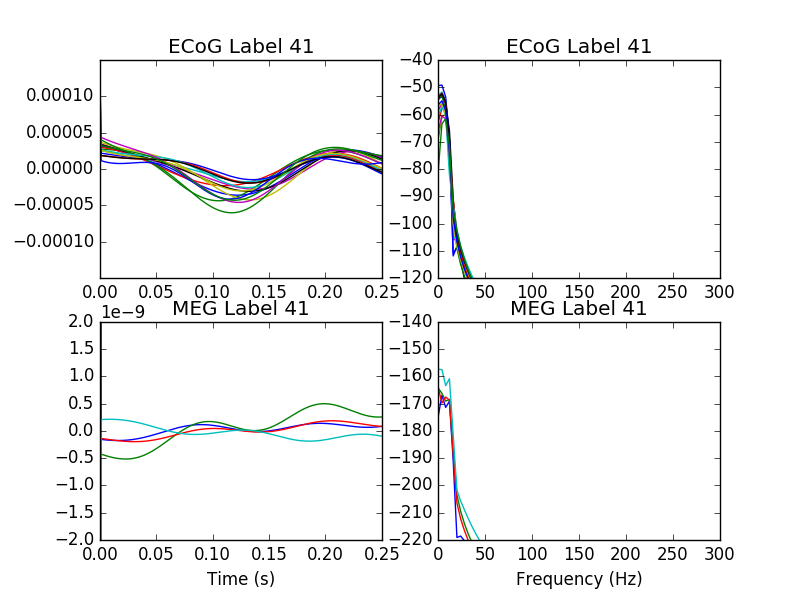 ECoG Label 41
0.00010
0.00005
0.00000
−0.00005
−0.00010
0.00 0.05 0.10 0.15 0.20 0.25
ECoG Label 41
−40
−50
−60
−70
−80
−90
−100
−110
−120
0 50 100 150 200 250 300
MEG Label 41
1e−9
2.0
1.5
1.0
0.5
0.0
−0.5
−1.0
−1.5
−2.0
0.00 0.05 0.10 0.15 0.20 0.25
Time (s)
MEG Label 41
−140
−150
−160
−170
−180
−190
−200
−210
−220
0 50 100 150 200 250 300
Frequency (Hz)